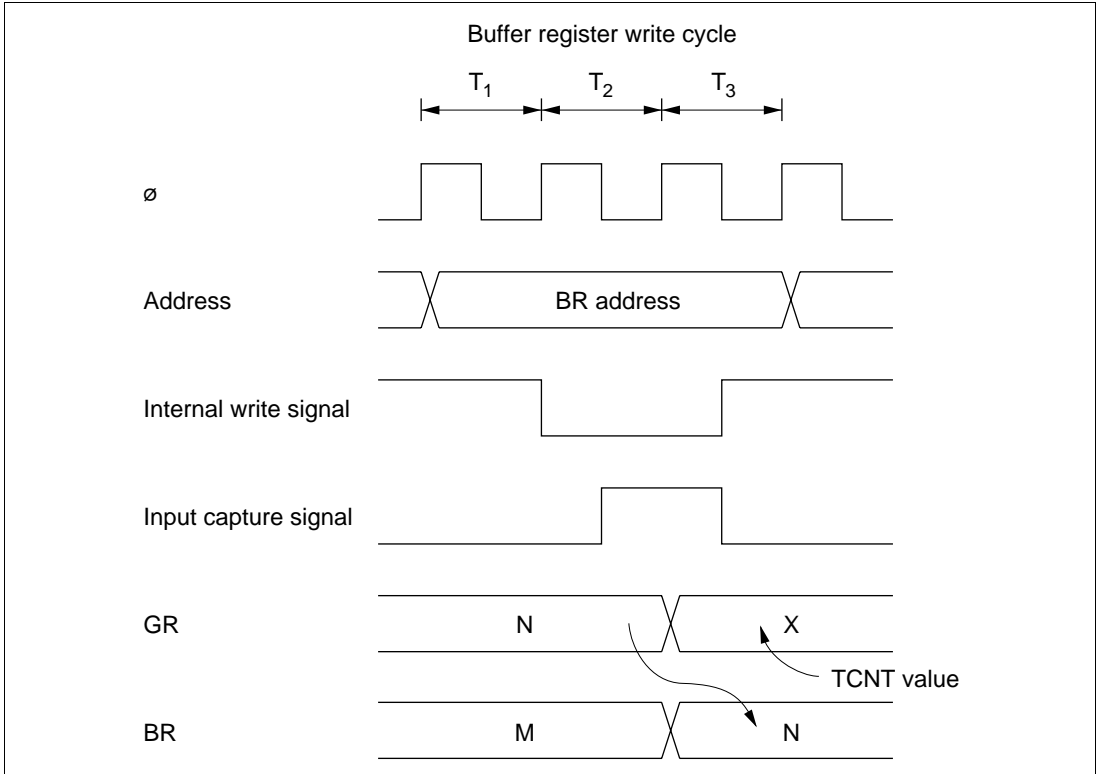 Buffer register write cycle
T1 T2 T3
ø
Address BR address
Internal write signal
Input capture signal
GR N X
TCNT value
BR M N